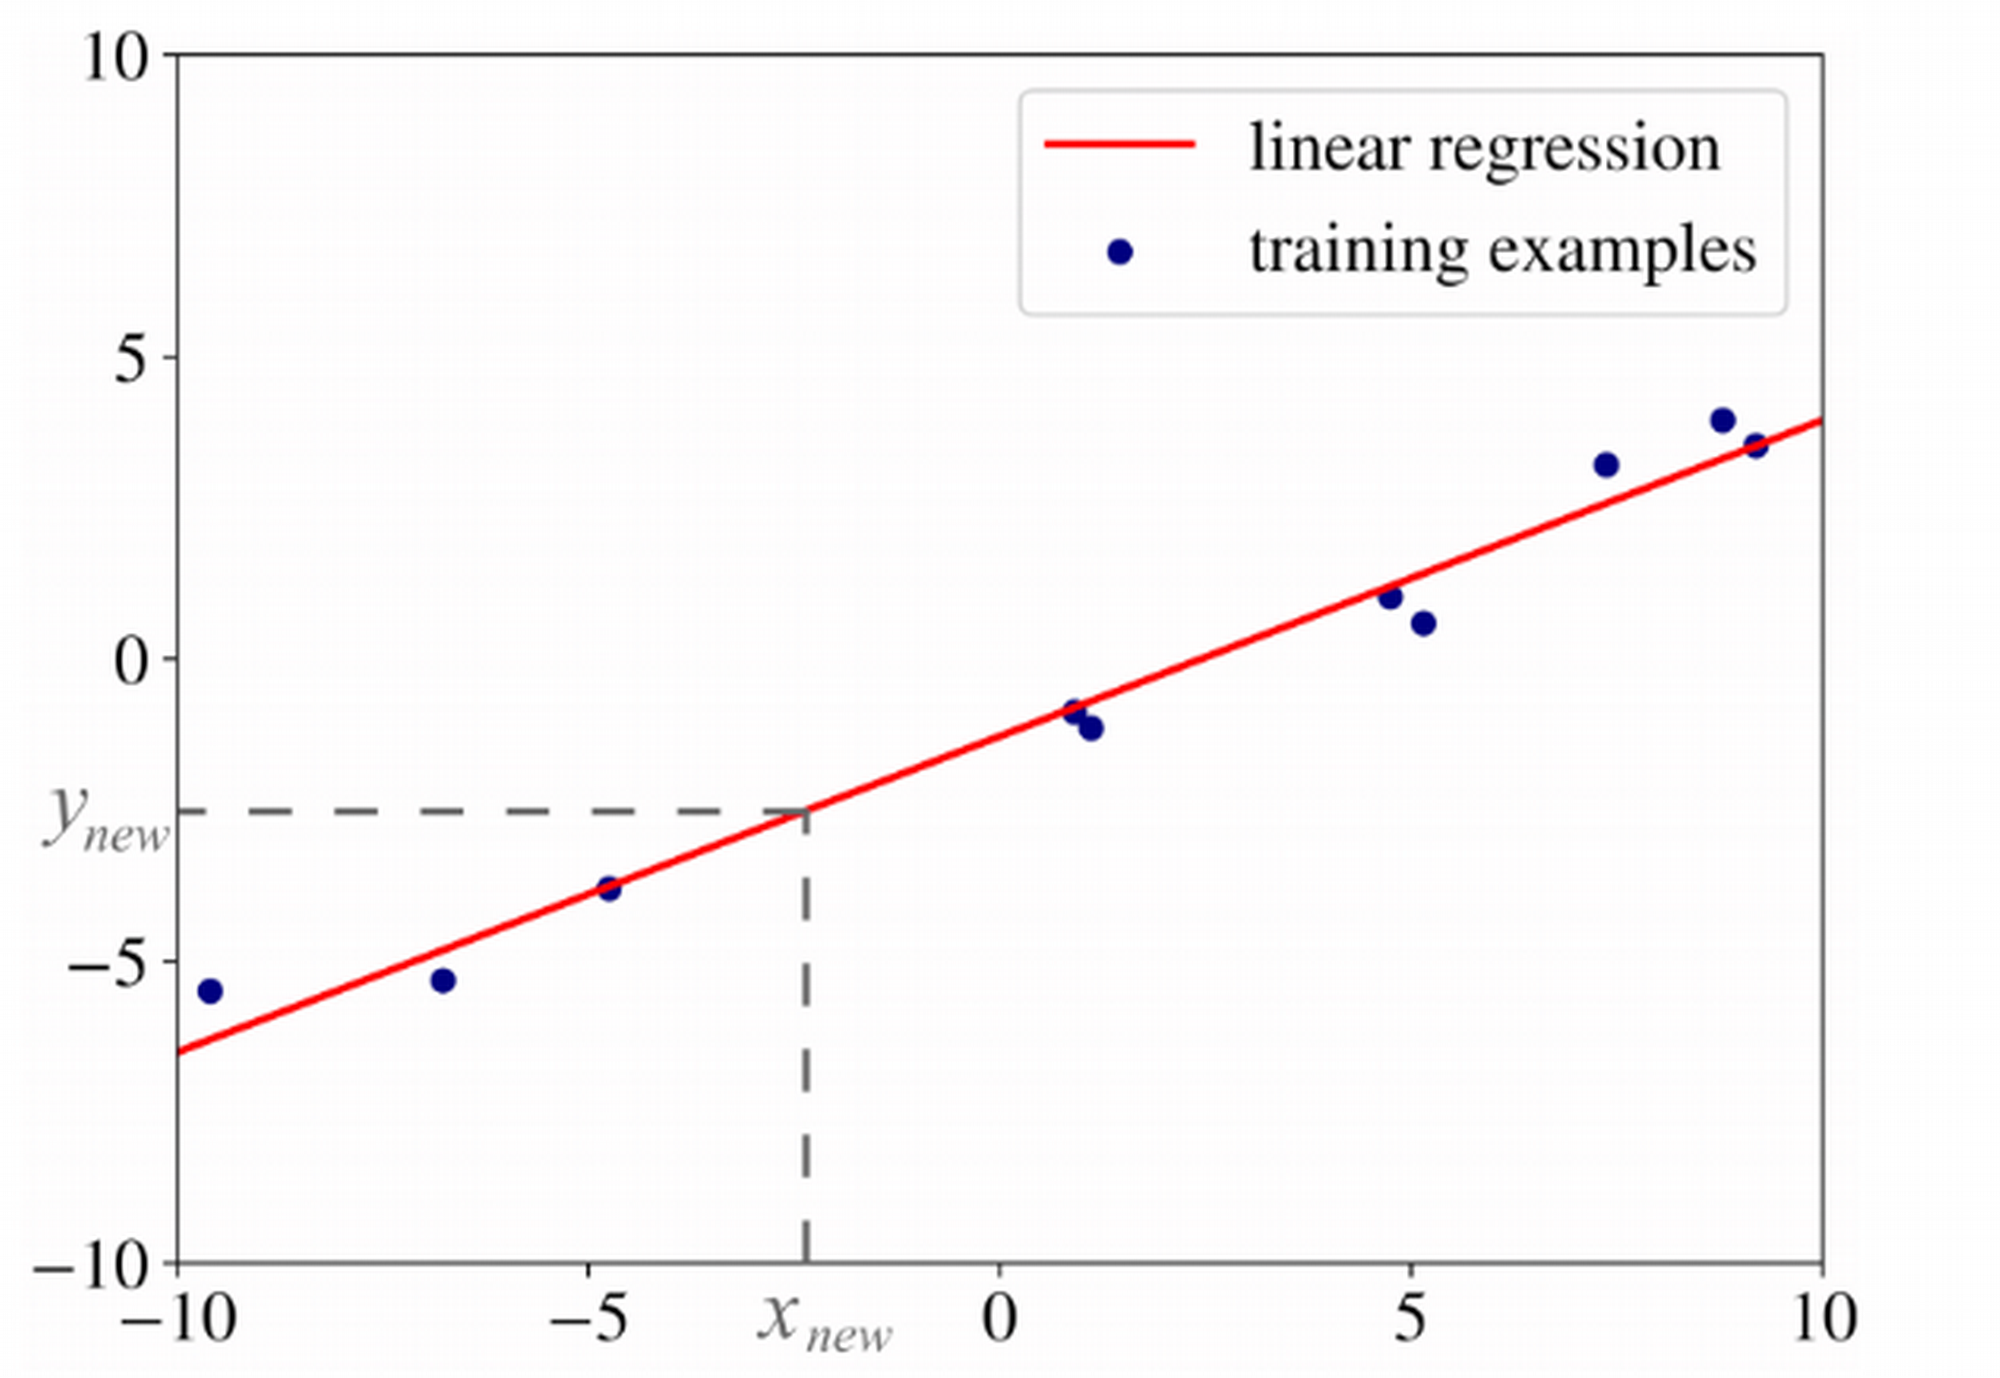 10
linear regression
training examples
5
0
y_new
−5
−10
−10 −5 x_new 0 5 10